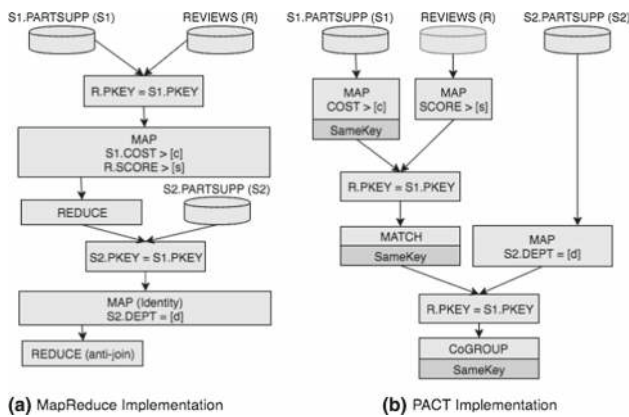 S1.PARTSUPP (S1)
REVIEWS (R)
R.PKEY = S1.PKEY
MAP
S1.COST > [c]
R.SCORE > [s]
S2.PARTSUPP (S2)
REDUCE
S2.PKEY = S1.PKEY
MAP (Identity)
S2.DEPT = [d]
REDUCE (anti-join)
(a) MapReduce Implementation
S1.PARTSUPP (S1)
REVIEWS (R)
S2.PARTSUPP (S2)
MAP
COST > [c]
SameKey
MAP
SCORE > [s]
R.PKEY = S1.PKEY
MATCH
SameKey
MAP
S2.DEPT = [d]
R.PKEY = S1.PKEY
CoGROUP
SameKey
(b) PACT Implementation